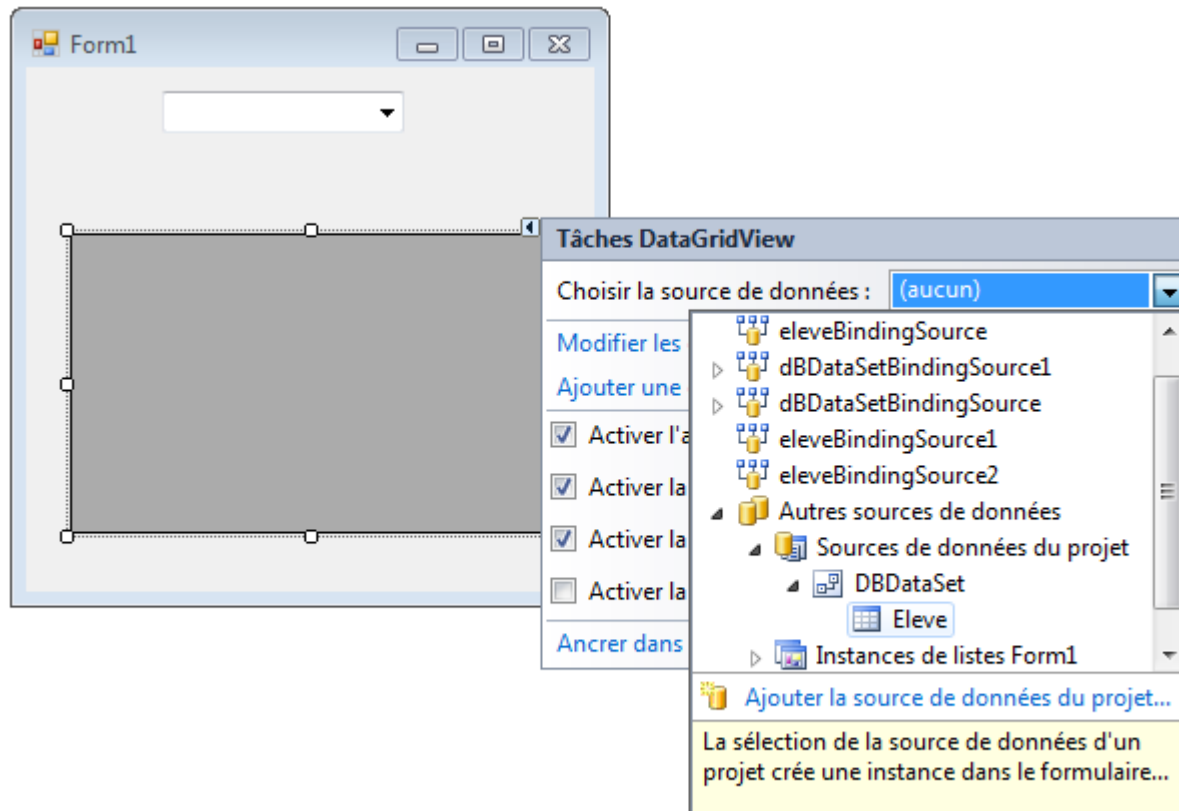 Form1
Tâches DataGridView
Choisir la source de données : (aucun)
Modifier les
Ajouter une
Activer l'a
Activer la
Activer la
Activer la
Ancrer dans
eleveBindingSource
dBDataSetBindingSource1
dBDataSetBindingSource
eleveBindingSource1
eleveBindingSource2
Autres sources de données
Sources de données du projet
DBDataSet
Eleve
Instances de listes Form1
Ajouter la source de données du projet...
La sélection de la source de données d'un
projet crée une instance dans le formulaire...